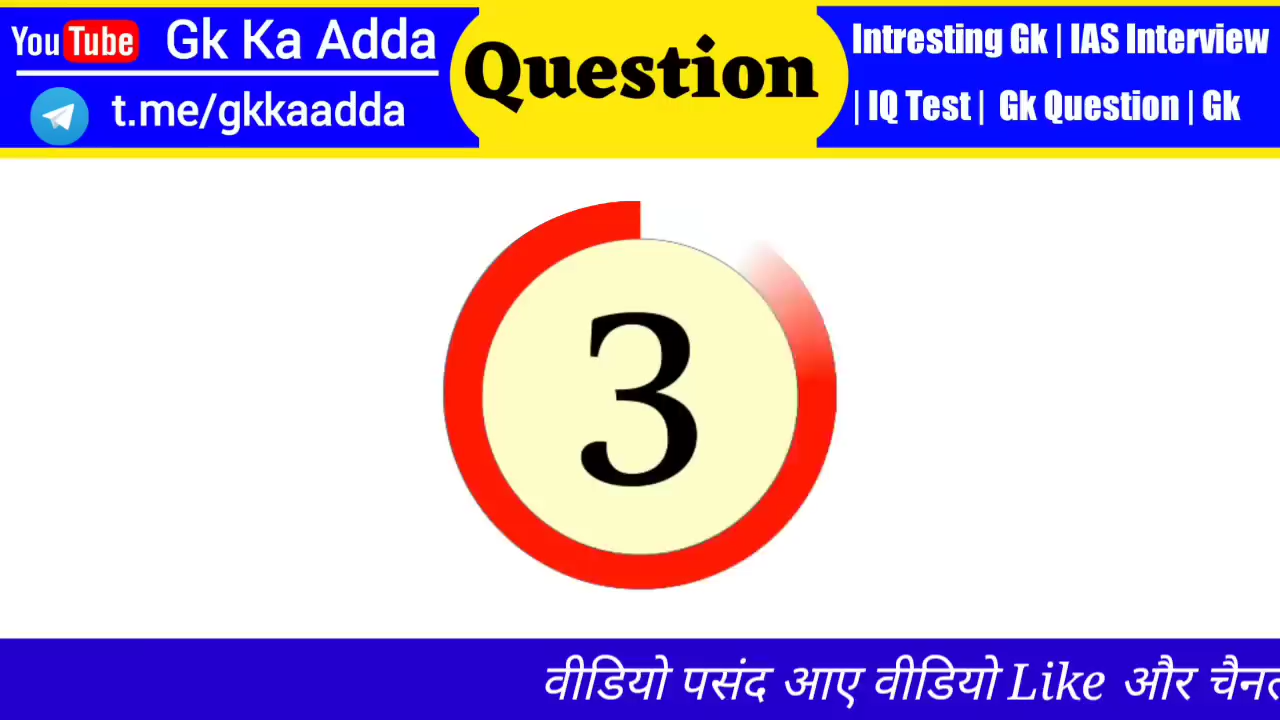 YouTube Gk Ka Adda
t.me/gkkaadda
Question
Intresting Gk | IAS Interview
| IQ Test | Gk Question | Gk
3
वीडियो पसंद आए वीडियो Like और